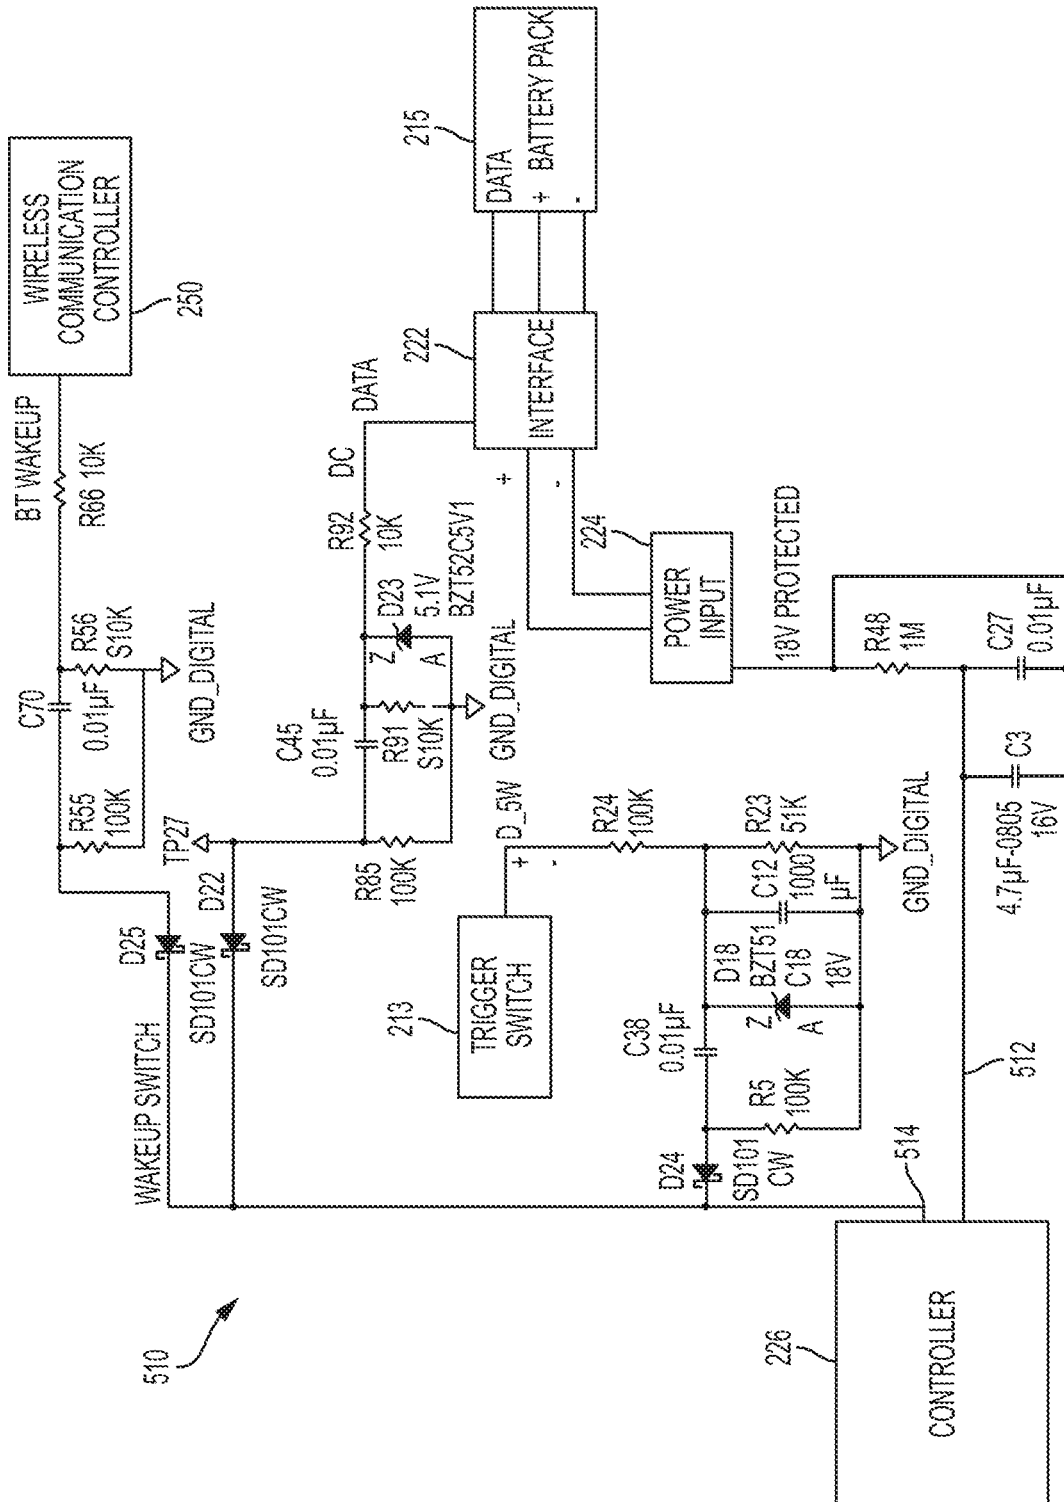 WIRELESS
COMMUNICATION
CONTROLLER
250
BT WAKEUP
R66 10K
C70
0.01µF
R56
S10K
GND_DIGITAL
R55
100K
D25
SD101CW
WAKEUP SWITCH
TP27
D22
SD101CW
R85
100K
C45
0.01µF
R91
S10K
GND_DIGITAL
Z
A
D23
5.1V
BZT52C5V1
R92
10K
DC
DATA
222
INTERFACE
215
DATA
+
-
BATTERY PACK
+
-
224
POWER
INPUT
18V PROTECTED
R48
1M
C27
0.01µF
C3
4.7µF-0805
16V
213
TRIGGER
SWITCH
D_5W
+
-
R24
100K
R23
51K
C12
1000
µF
GND_DIGITAL
D18
BZT51
C18
18V
Z
A
C38
0.01µF
R5
100K
D24
SD101
CW
512
514
510
226
CONTROLLER